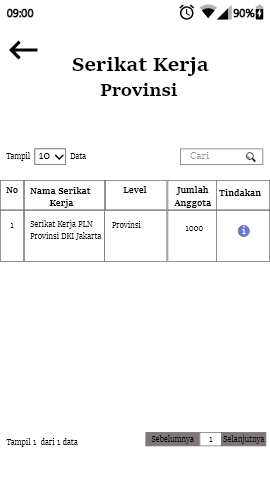 09:00 90%
Serikat Kerja
Provinsi
Tampil 10 Data Cari
No Nama Serikat Kerja Level Jumlah Anggota Tindakan
1 Serikat Kerja PLN Provinsi DKI Jakarta Provinsi 1000 i
Tampil 1 dari 1 data Sebelumnya 1 Selanjutnya